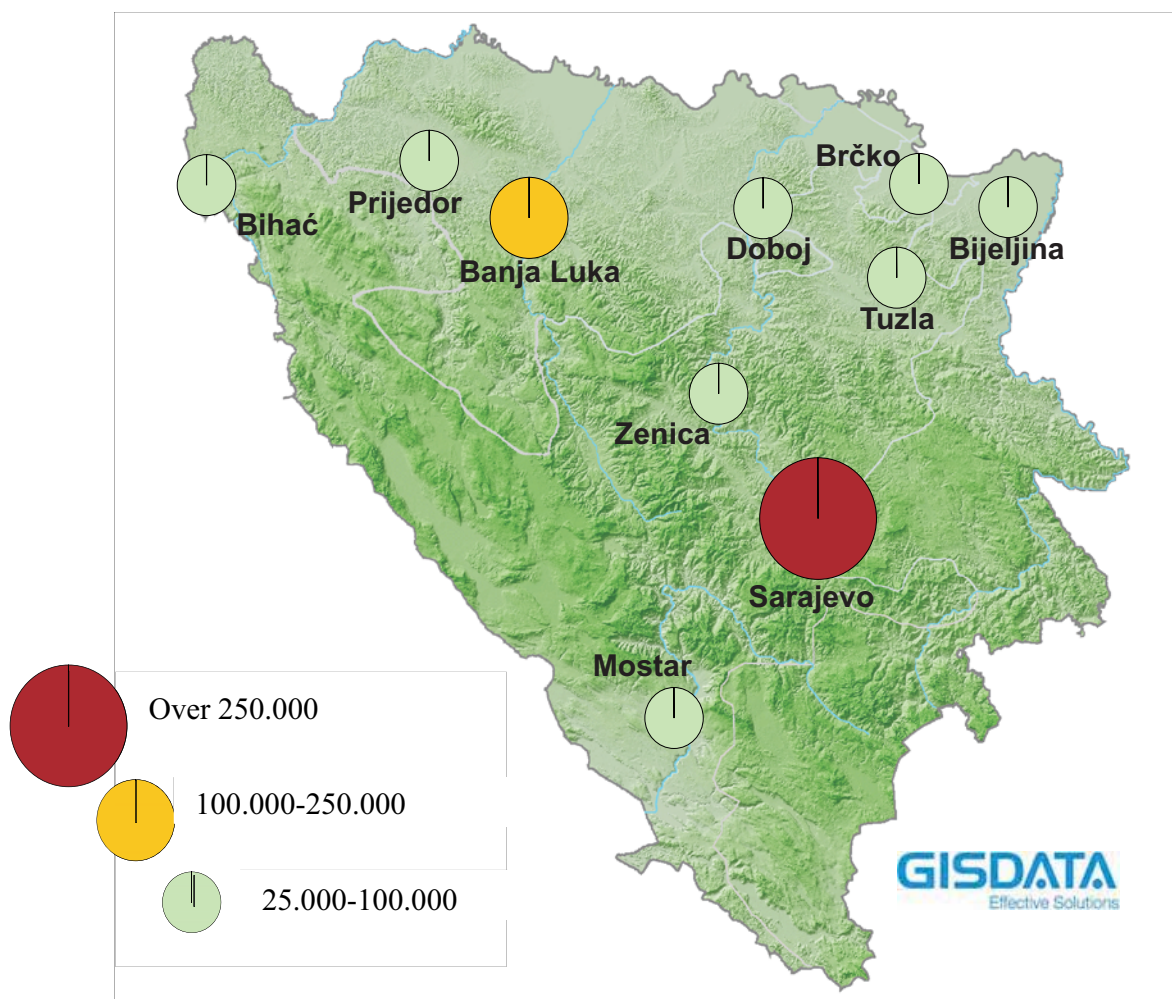 Brčko
Prijedor
Bihać
Doboj
Bijeljina
Banja Luka
Tuzla
Zenica
Sarajevo
Mostar
Over 250.000
100.000-250.000
25.000-100.000
GISDATA
Effective Solutions